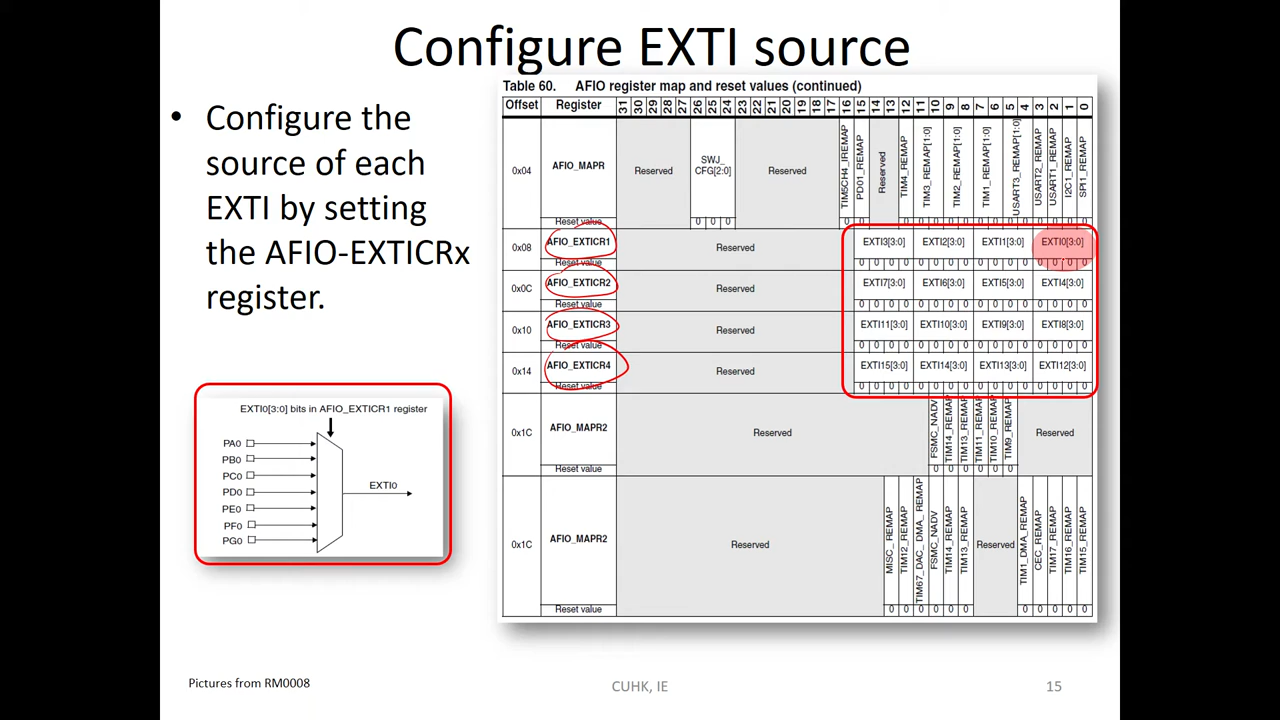 Configure EXTI source
• Configure the
source of each
EXTI by setting
the AFIO-EXTICRx
register.
Table 60. AFIO register map and reset values (continued)
Offset Register 31 30 29 28 27 26 25 24 23 22 21 20 19 18 17 16 15 14 13 12 11 10 9 8 7 6 5 4 3 2 1 0
0x04 AFIO_MAPR Reserved SWJ_CFG[2:0] Reserved TIM5CH4_IREMAP PD01_REMAP Reserved TIM4_REMAP TIM3_REMAP[1:0] TIM2_REMAP[1:0] TIM1_REMAP[1:0] USART3_REMAP[1:0] USART2_REMAP USART1_REMAP I2C1_REMAP SPI1_REMAP
Reset value 0 0 0 0 0 0 0 0 0 0 0 0 0 0 0 0 0 0
0x08 AFIO_EXTICR1 Reserved EXTI3[3:0] EXTI2[3:0] EXTI1[3:0] EXTI0[3:0]
Reset value 0 0 0 0 0 0 0 0 0 0 0 0 0 0 0 0
0x0C AFIO_EXTICR2 Reserved EXTI7[3:0] EXTI6[3:0] EXTI5[3:0] EXTI4[3:0]
Reset value 0 0 0 0 0 0 0 0 0 0 0 0 0 0 0 0
0x10 AFIO_EXTICR3 Reserved EXTI11[3:0] EXTI10[3:0] EXTI9[3:0] EXTI8[3:0]
Reset value 0 0 0 0 0 0 0 0 0 0 0 0 0 0 0 0
0x14 AFIO_EXTICR4 Reserved EXTI15[3:0] EXTI14[3:0] EXTI13[3:0] EXTI12[3:0]
Reset value 0 0 0 0 0 0 0 0 0 0 0 0 0 0 0 0
0x1C AFIO_MAPR2 Reserved FSMC_NADV TIM14_REMAP TIM13_REMAP TIM11_REMAP TIM10_REMAP TIM9_REMAP Reserved
Reset value 0 0 0 0 0 0
0x1C AFIO_MAPR2 Reserved MISC_REMAP TIM12_REMAP TIM67_DAC_DMA_REMAP FSMC_NADV TIM14_REMAP TIM13_REMAP Reserved TIM1_DMA_REMAP CEC_REMAP TIM17_REMAP TIM16_REMAP TIM15_REMAP
Reset value 0 0 0 0 0 0 0 0 0 0 0
EXTI0[3:0] bits in AFIO_EXTICR1 register
PA0
PB0
PC0
PD0
PE0
PF0
PG0
EXTI0
Pictures from RM0008
CUHK, IE
15